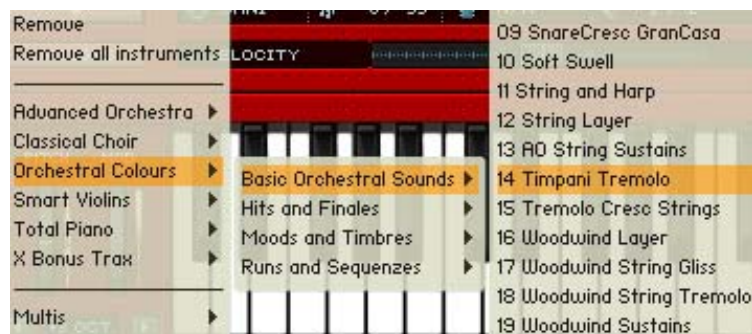 Remove
Remove all instruments
LOCITY
Advanced Orchestra
Classical Choir
Orchestral Colours
Smart Violins
Total Piano
X Bonus Trax
Multis
Basic Orchestral Sounds
Hits and Finales
Moods and Timbres
Runs and Sequenzes
09 SnareCresc GranCasa
10 Soft Swell
11 String and Harp
12 String Layer
13 AO String Sustains
14 Timpani Tremolo
15 Tremolo Cresc Strings
16 Woodwind Layer
17 Woodwind String Gliss
18 Woodwind String Tremolo
19 Woodwind Sustains